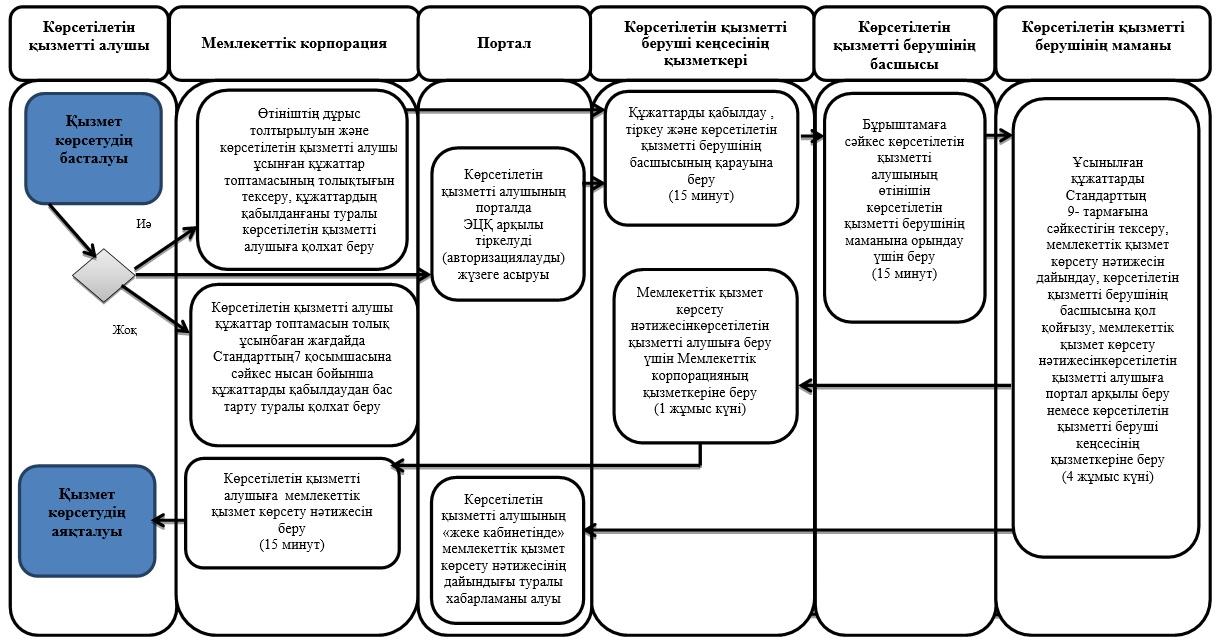 Көрсетілетін
қызметті алушы
Мемлекеттік корпорация
Портал
Көрсетілетін қызметті
беруші кеңсесінің
қызметкері
Көрсетілетін
қызметті берушінің
басшысы
Көрсетілетін қызметті
берушінің маманы
Қызмет
көрсетудің
басталуы
Иә
Жоқ
Қызмет
көрсетудің
аяқталуы
Өтініштің дұрыс
толтырылуын және
көрсетілетін қызметті алушы
ұсынған құжаттар
топтамасының толықтығын
тексеру, құжаттардың
қабылданғаны туралы
көрсетілетін қызметті
алушыға қолхат беру
Көрсетілетін қызметті алушы
құжаттар топтамасын толық
ұсынбаған жағдайда
Стандарттың7 қосымшасына
сәйкес нысан бойынша
құжаттарды қабылдаудан бас
тарту туралы қолхат беру
Көрсетілетін қызметті
алушыға мемлекеттік
қызмет көрсету нәтижесін
беру
(15 минут)
Көрсетілетін
қызметті алушының
порталда
ЭЦҚ арқылы
тіркелуді
(авторизациялауды)
жүзеге асыруы
Көрсетілетін
қызметті алушының
«жеке кабинетінде»
мемлекеттік қызмет
көрсету нәтижесінің
дайындығы туралы
хабарламаны алуы
Құжаттарды қабылдау ,
тіркеу және көрсетілетін
қызметті берушінің
басшысының қарауына
беру
(15 минут)
Мемлекеттік қызмет
көрсету
нәтижесінкөрсетілетін
қызметті алушыға беру
үшін Мемлекеттік
корпорацияның
қызметкеріне беру
(1 жұмыс күні)
Бұрыштамаға
сәйкес көрсетілетін
қызметті
алушының
өтінішін
көрсетілетін
қызметті берушінің
маманына орындау
үшін беру
(15 минут)
Ұсынылған
құжаттарды
Стандарттың
9- тармағына
сәйкестігін тексеру,
мемлекеттік қызмет
көрсету нәтижесін
дайындау, көрсетілетін
қызметті берушінің
басшысына қол
қойғызу, мемлекеттік
қызмет көрсету
нәтижесінкөрсетілетін
қызметті алушыға
портал арқылы беру
немесе көрсетілетін
қызметті беруші
кеңсесінің
қызметкеріне беру
(4 жұмыс күні)